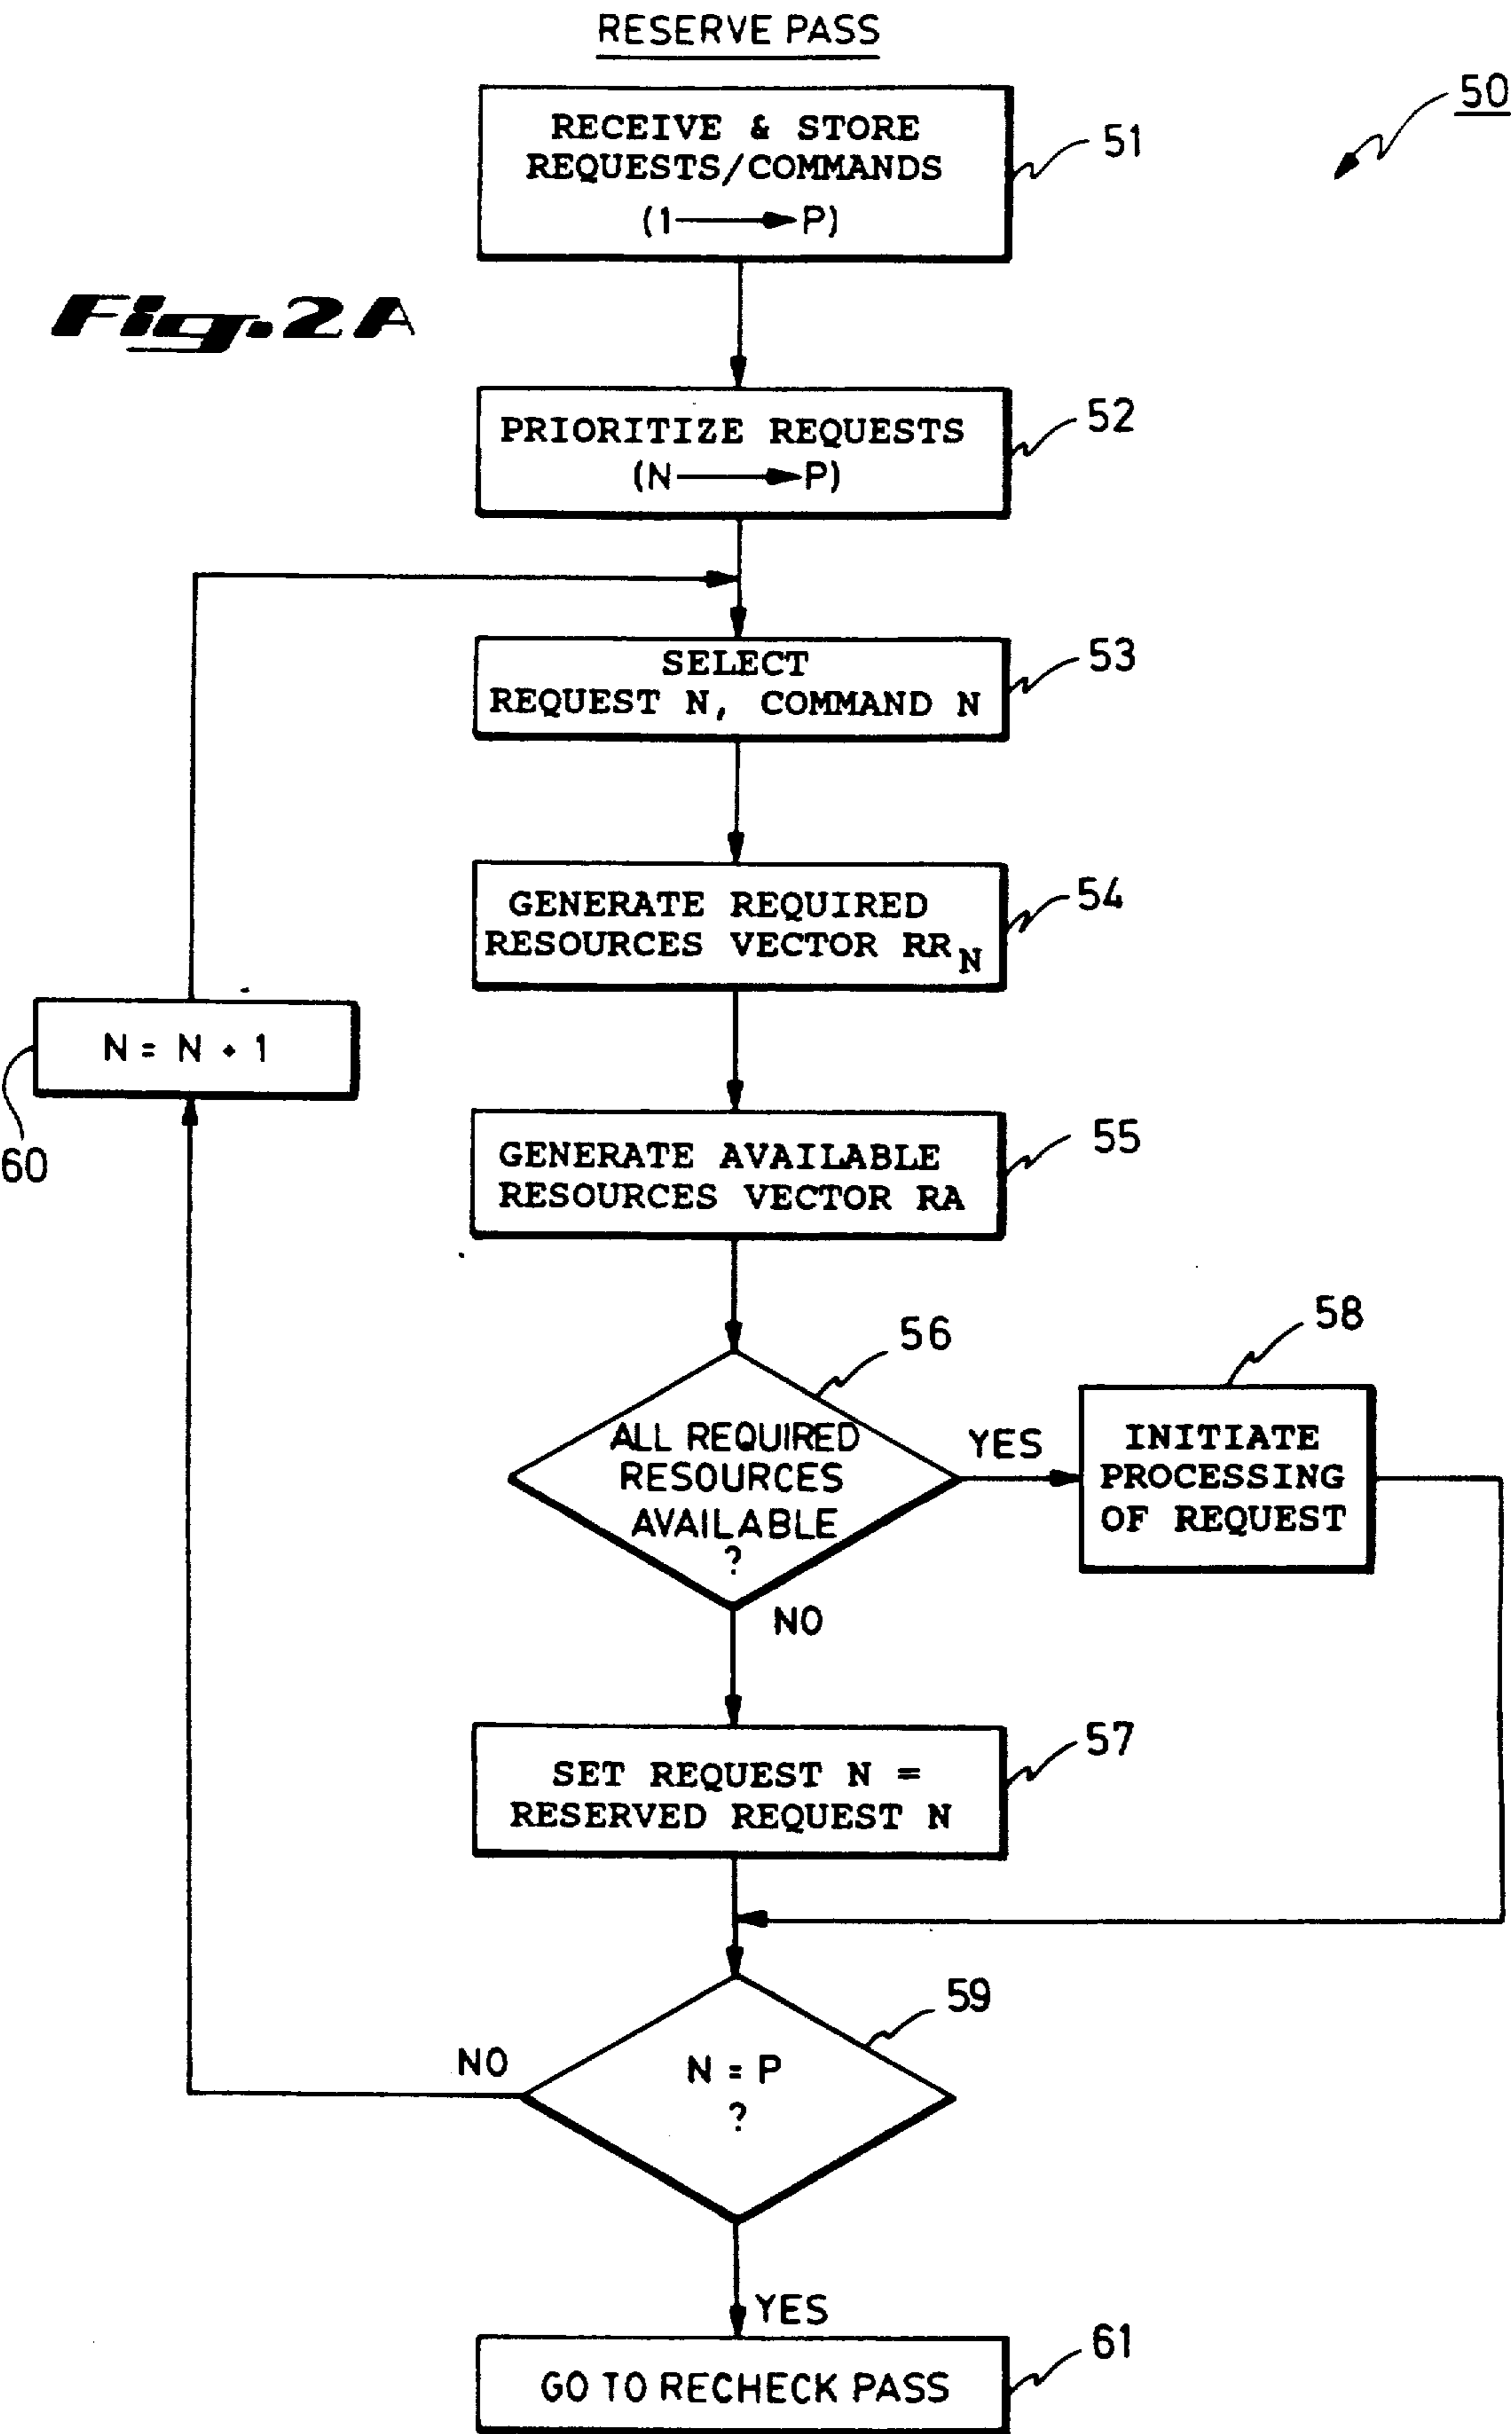 RESERVE PASS
50
RECEIVE & STORE
REQUESTS/COMMANDS
(1⟶P)
51
Fig. 2A
PRIORITIZE REQUESTS
(N⟶P)
52
SELECT
REQUEST N, COMMAND N
53
GENERATE REQUIRED
RESOURCES VECTOR RR_N
54
N = N + 1
60
GENERATE AVAILABLE
RESOURCES VECTOR RA
55
56
ALL REQUIRED
RESOURCES
AVAILABLE
?
YES
58
INITIATE
PROCESSING
OF REQUEST
NO
SET REQUEST N =
RESERVED REQUEST N
57
59
NO
N = P
?
YES
GO TO RECHECK PASS
61